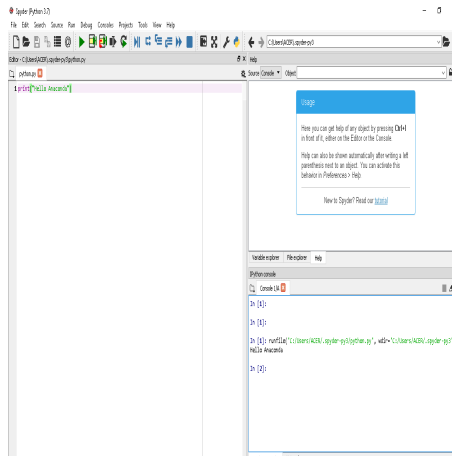 Spyder (Python 3.7)
File Edit Search Source Run Debug Consoles Projects Tools View Help
C:\Users\ACER\.spyder-py3
Editor - C:\Users\ACER\.spyder-py3\python.py
Help
python.py
Source Console Object
1 print("Hello Anaconda")
Usage
Here you can get help of any object by pressing Ctrl+I
in front of it, either on the Editor or the Console.
Help can also be shown automatically after writing a left
parenthesis next to an object. You can activate this
behavior in Preferences > Help.
New to Spyder? Read our tutorial
Variable explorer File explorer Help
IPython console
Console 1/A
In [1]:
In [1]:
In [1]: runfile('C:/Users/ACER/.spyder-py3/python.py', wdir='C:/Users/ACER/.spyder-py3'
Hello Anaconda
In [2]: